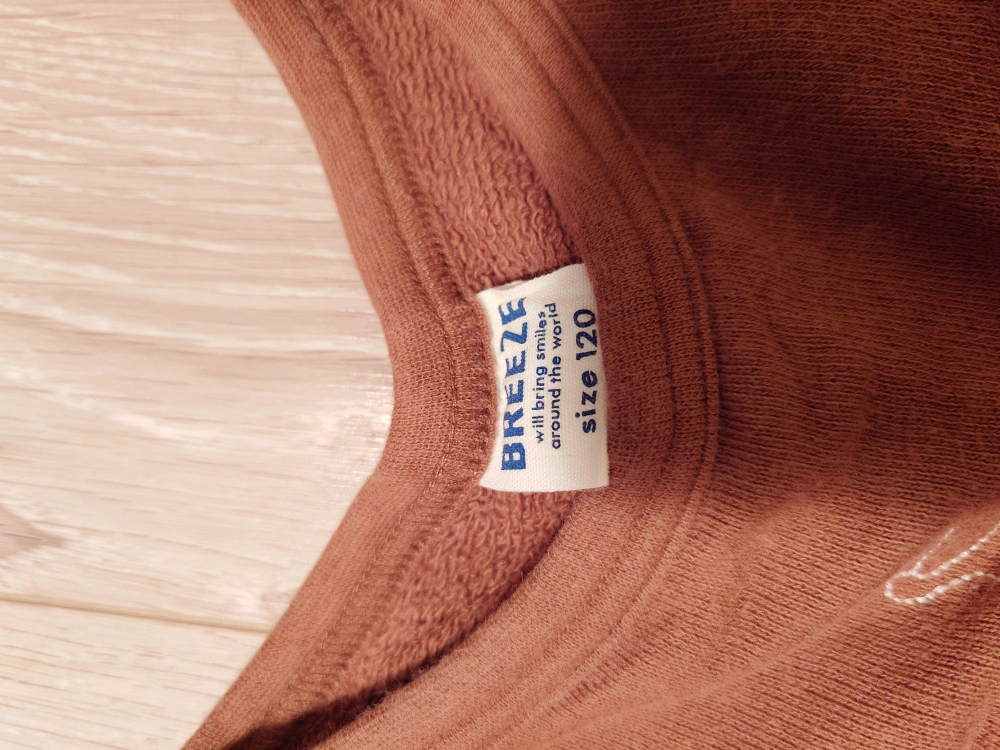 BREEZE
will bring smiles
around the world
size 120